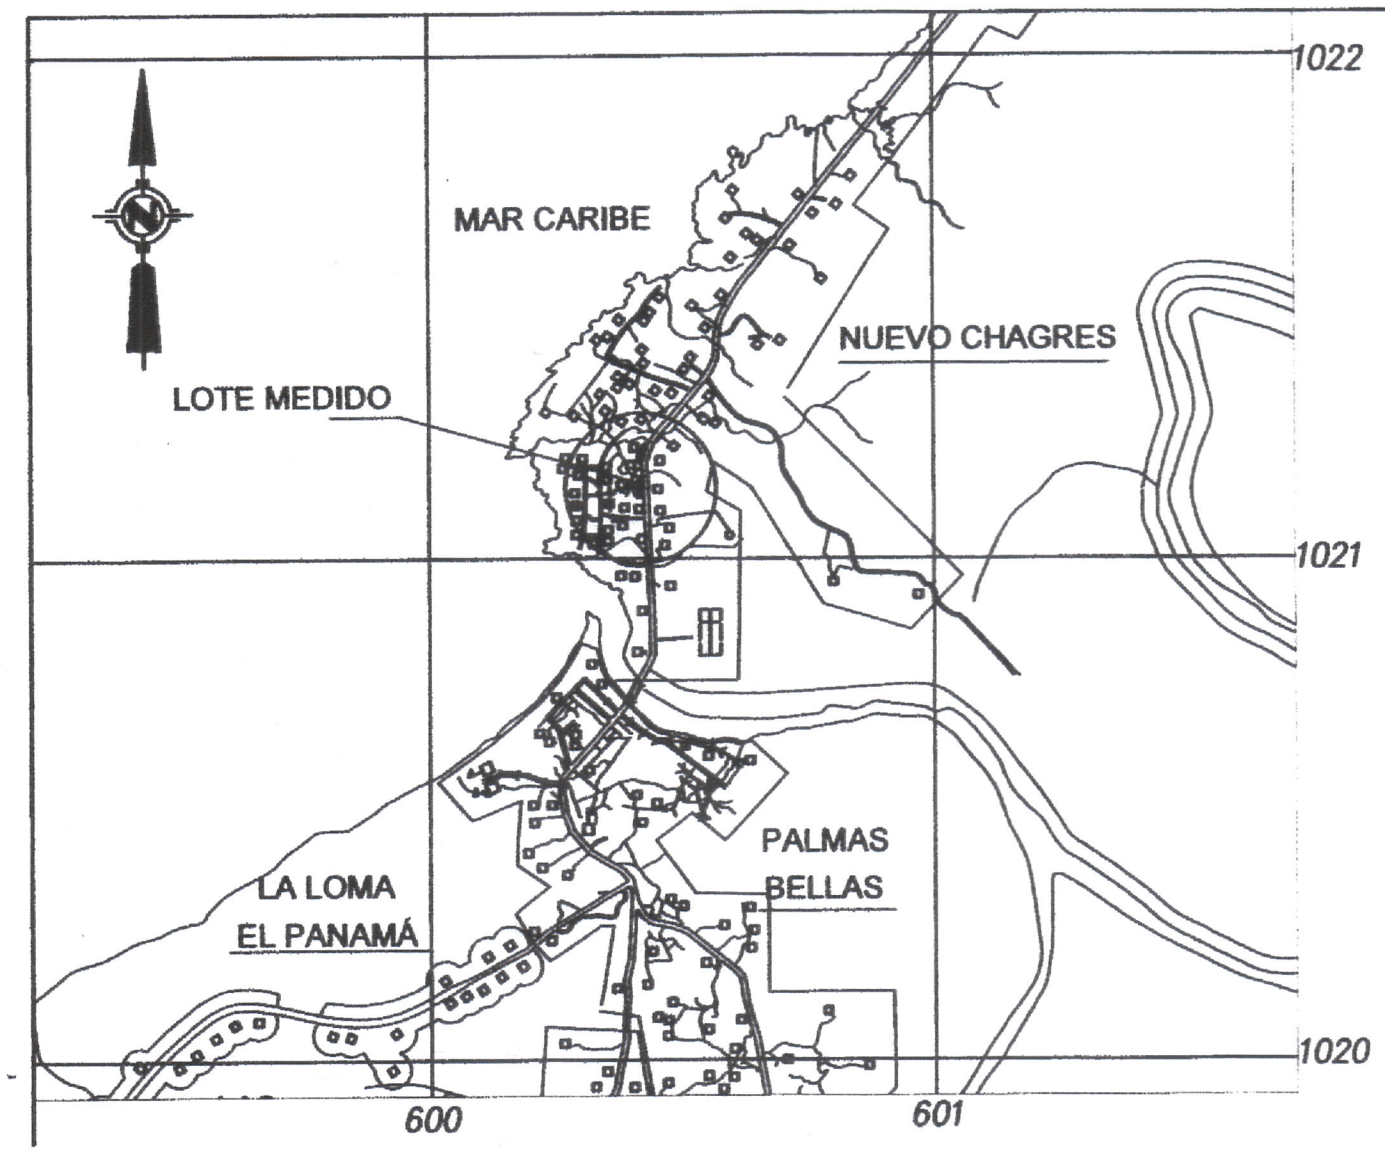 1022
MAR CARIBE
NUEVO CHAGRES
LOTE MEDIDO
1021
PALMAS
BELLAS
LA LOMA
EL PANAMÁ
1020
600
601
N